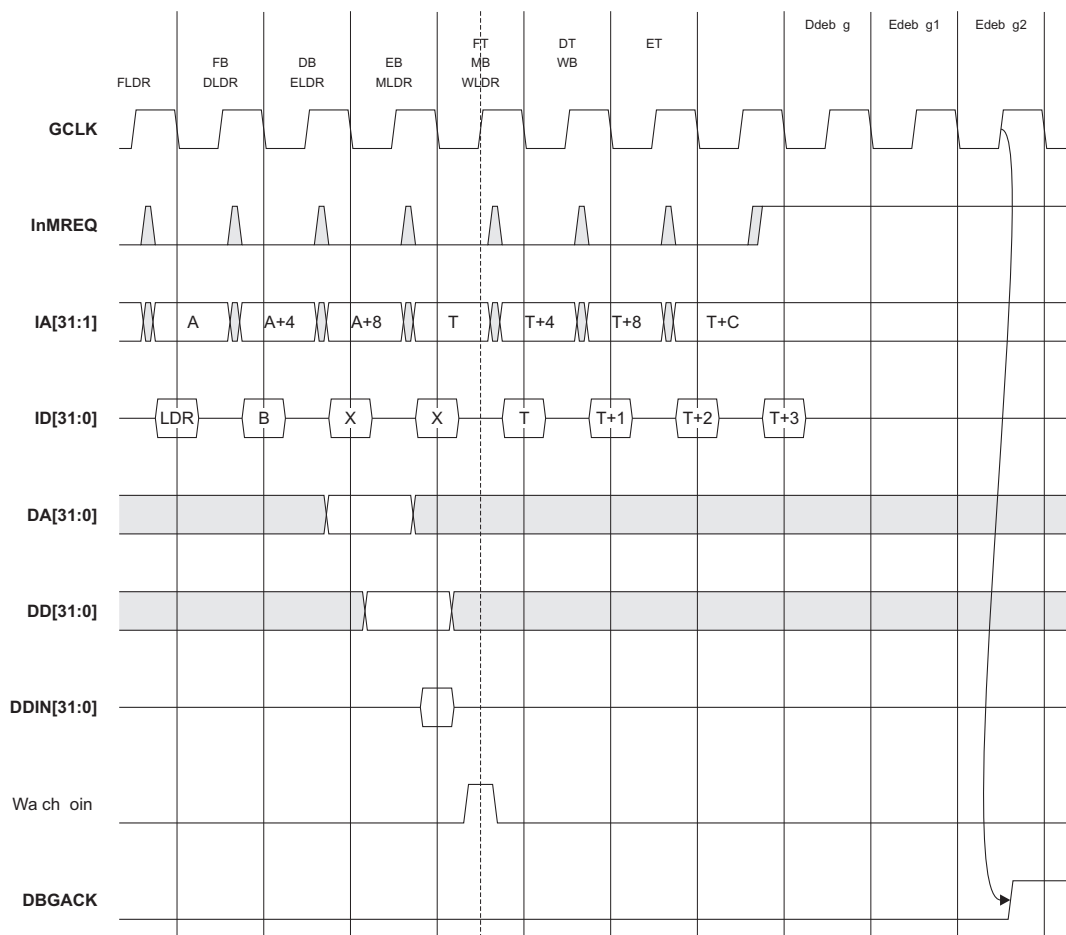 Ddeb g Edeb g1 Edeb g2
FT DT ET
FB DB EB MB WB
FLDR DLDR ELDR MLDR WLDR
GCLK
InMREQ
IA[31:1] A A+4 A+8 T T+4 T+8 T+C
ID[31:0] LDR B X X T T+1 T+2 T+3
DA[31:0]
DD[31:0]
DDIN[31:0]
Wa ch oin
DBGACK